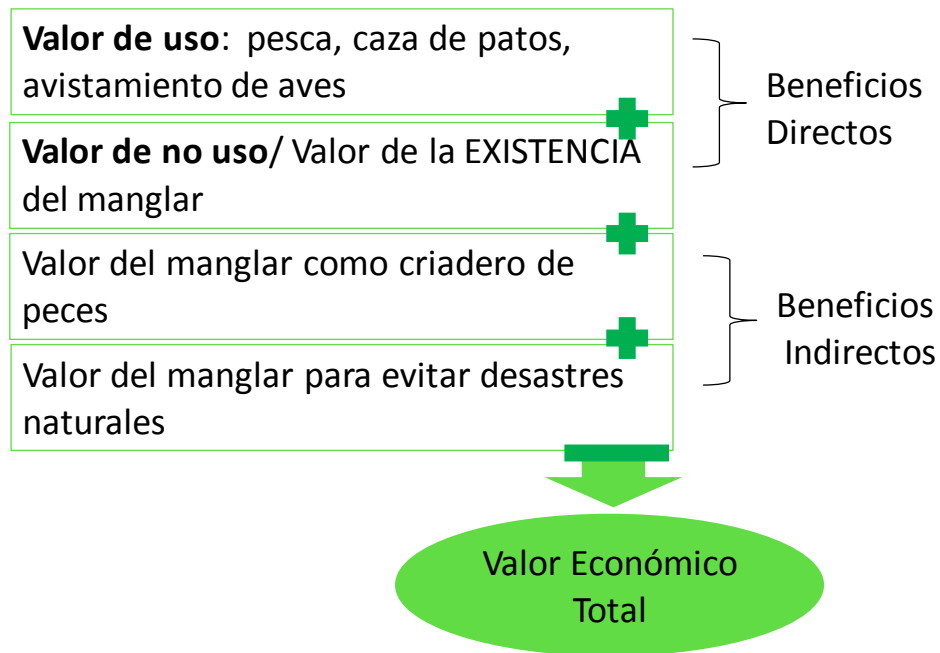 Valor de uso: pesca, caza de patos,
avistamiento de aves
Beneficios
Directos
Valor de no uso/ Valor de la EXISTENCIA
del manglar
Valor del manglar como criadero de
peces
Beneficios
Indirectos
Valor del manglar para evitar desastres
naturales
Valor Económico
Total